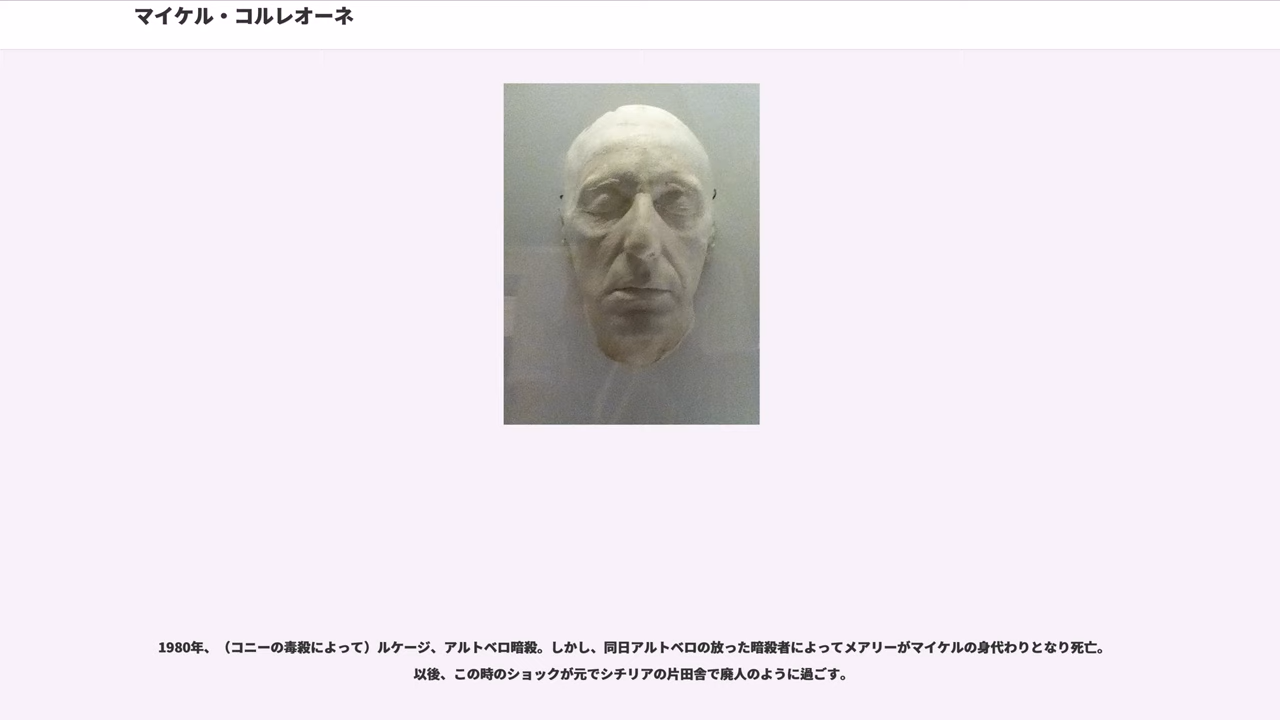 マイケル・コルレオーネ
1980年、（コニーの毒殺によって）ルケージ、アルトベロ暗殺。しかし、同日アルトベロの放った暗殺者によってメアリーがマイケルの身代わりとなり死亡。
以後、この時のショックが元でシチリアの片田舎で廃人のように過ごす。